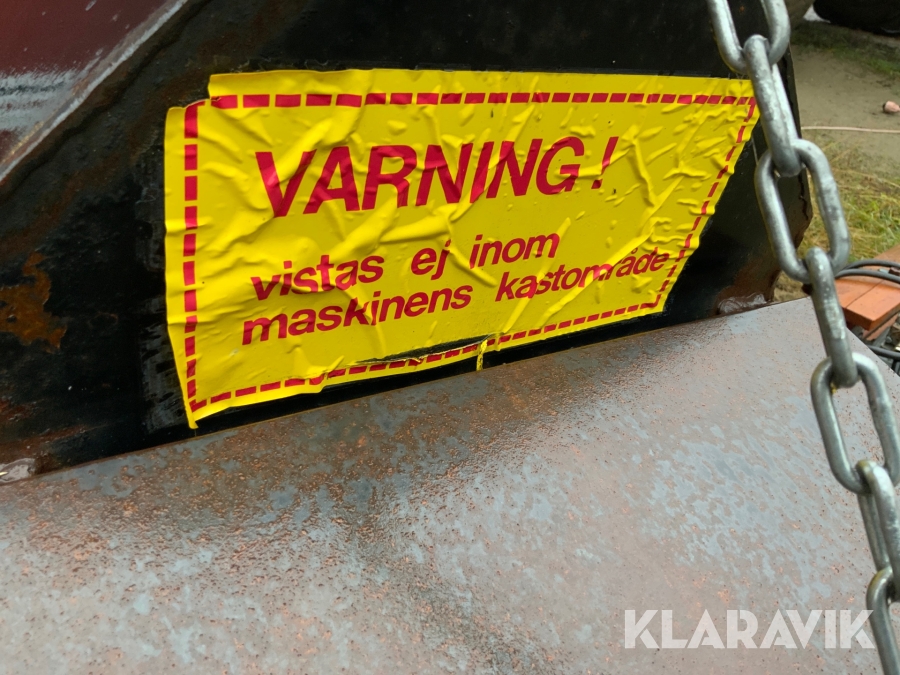 VARNING!
vistas ej inom
maskinens kastområde
KLARAVIK